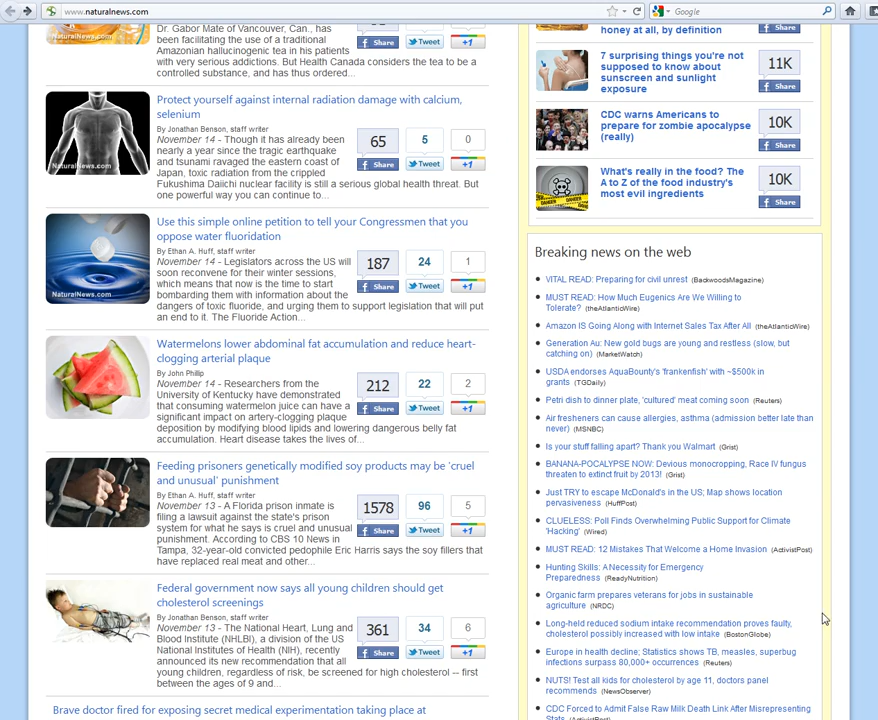 www.naturalnews.com
Google
Dr. Gabor Mate of Vancouver, Can., has
been facilitating the use of a traditional
Amazonian hallucinogenic tea in his patients
with very serious addictions. But Health Canada considers the tea to be a
controlled substance, and has thus ordered...
NaturalNews.com
Share
Tweet
+1
Protect yourself against internal radiation damage with calcium,
selenium
By Jonathan Benson, staff writer
November 14 - Though it has already been
nearly a year since the tragic earthquake
and tsunami ravaged the eastern coast of
Japan, toxic radiation from the crippled
Fukushima Daiichi nuclear facility is still a serious global health threat. But
one powerful way you can continue to...
NaturalNews.com
65
5
0
Share
Tweet
+1
Use this simple online petition to tell your Congressmen that you
oppose water fluoridation
By Ethan A. Huff, staff writer
November 14 - Legislators across the US will
soon reconvene for their winter sessions,
which means that now is the time to start
bombarding them with information about the
dangers of toxic fluoride, and urging them to support legislation that will put
an end to it. The Fluoride Action...
NaturalNews.com
187
24
1
Share
Tweet
+1
Watermelons lower abdominal fat accumulation and reduce heart-
clogging arterial plaque
By John Phillip
November 14 - Researchers from the
University of Kentucky have demonstrated
that consuming watermelon juice can have a
significant impact on artery-clogging plaque
deposition by modifying blood lipids and lowering dangerous belly fat
accumulation. Heart disease takes the lives of...
212
22
2
Share
Tweet
+1
Feeding prisoners genetically modified soy products may be 'cruel
and unusual' punishment
By Ethan A. Huff, staff writer
November 13 - A Florida prison inmate is
filing a lawsuit against the state's prison
system for what he says is cruel and unusual
punishment. According to CBS 10 News in
Tampa, 32-year-old convicted pedophile Eric Harris says the soy fillers that
have replaced real meat and other...
1578
96
5
Share
Tweet
+1
Federal government now says all young children should get
cholesterol screenings
By Jonathan Benson, staff writer
November 13 - The National Heart, Lung and
Blood Institute (NHLBI), a division of the US
National Institutes of Health (NIH), recently
announced its new recommendation that all
young children, regardless of risk, be screened for high cholesterol -- first
between the ages of 9 and...
361
34
6
Share
Tweet
+1
Brave doctor fired for exposing secret medical experimentation taking place at
honey at all, by definition
Share
7 surprising things you're not
supposed to know about
sunscreen and sunlight
exposure
11K
Share
CDC warns Americans to
prepare for zombie apocalypse
(really)
10K
Share
What's really in the food? The
A to Z of the food industry's
most evil ingredients
DANGER
10K
Share
Breaking news on the web
VITAL READ: Preparing for civil unrest (BackwoodsMagazine)
MUST READ: How Much Eugenics Are We Willing to
Tolerate? (theAtlanticWire)
Amazon IS Going Along with Internet Sales Tax After All (theAtlanticWire)
Generation Au: New gold bugs are young and restless (slow, but
catching on) (MarketWatch)
USDA endorses AquaBounty's 'frankenfish' with ~$500k in
grants (TGDaily)
Petri dish to dinner plate, 'cultured' meat coming soon (Reuters)
Air fresheners can cause allergies, asthma (admission better late than
never) (MSNBC)
Is your stuff falling apart? Thank you Walmart (Grist)
BANANA-POCALYPSE NOW: Devious monocropping, Race IV fungus
threaten to extinct fruit by 2013! (Grist)
Just TRY to escape McDonald's in the US; Map shows location
pervasiveness (HuffPost)
CLUELESS: Poll Finds Overwhelming Public Support for Climate
'Hacking' (Wired)
MUST READ: 12 Mistakes That Welcome a Home Invasion (ActivistPost)
Hunting Skills: A Necessity for Emergency
Preparedness (ReadyNutrition)
Organic farm prepares veterans for jobs in sustainable
agriculture (NRDC)
Long-held reduced sodium intake recommendation proves faulty,
cholesterol possibly increased with low intake (BostonGlobe)
Europe in health decline; Statistics shows TB, measles, superbug
infections surpass 80,000+ occurrences (Reuters)
NUTS! Test all kids for cholesterol by age 11, doctors panel
recommends (NewsObserver)
CDC Forced to Admit False Raw Milk Death Link After Misrepresenting
Stats (ActivistPost)